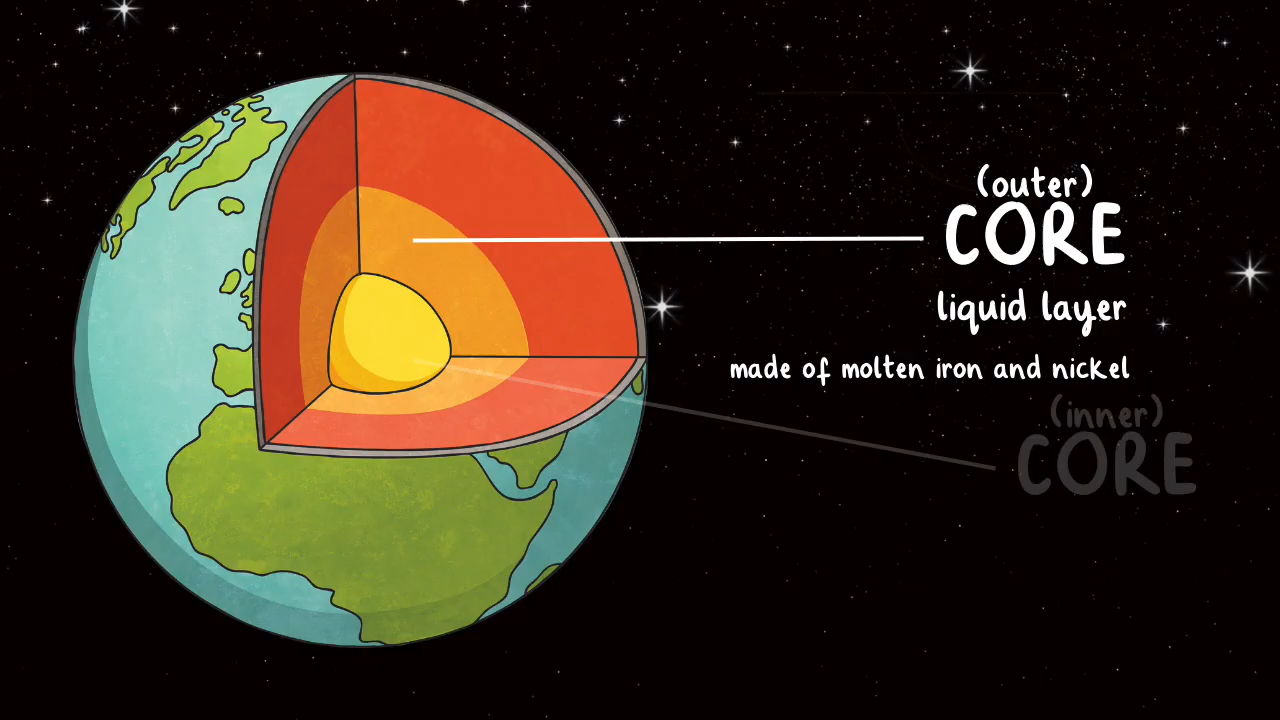 (outer)
CORE
liquid layer
made of molten iron and nickel
(inner)
CORE